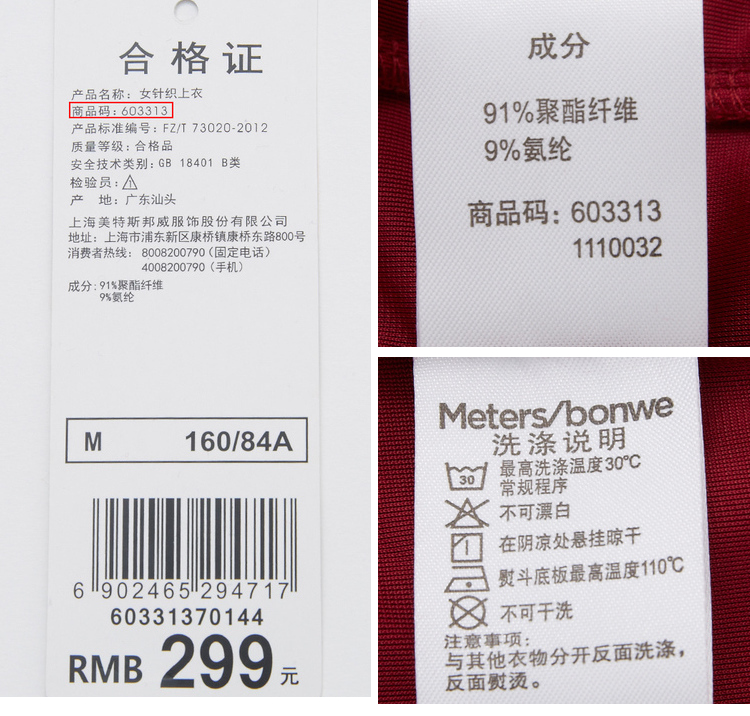 合格证
产品名称：女针织上衣
商品码：603313
产品标准编号：FZ/T 73020-2012
质量等级：合格品
安全技术类别：GB 18401 B类
检验员：1
产 地：广东汕头
上海美特斯邦威服饰股份有限公司
地址：上海市浦东新区康桥镇康桥东路800号
消费者热线：8008200790（固定电话）
4008200790（手机）
成分：91%聚酯纤维
9%氨纶
M 160/84A
6 902465 294717
60331370144
RMB 299元
成分
91%聚酯纤维
9%氨纶
商品码：603313
1110032
Meters/bonwe
洗涤说明
30
最高洗涤温度30℃
常规程序
不可漂白
在阴凉处悬挂晾干
熨斗底板最高温度110℃
不可干洗
注意事项：
与其他衣物分开反面洗涤，
反面熨烫。